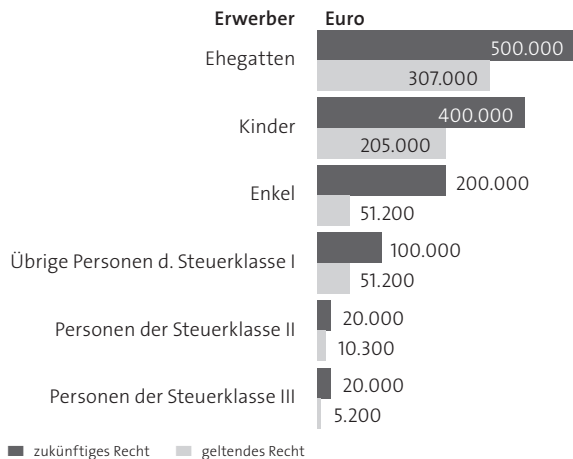 Erwerber Euro
Ehegatten 500.000
307.000
Kinder 400.000
205.000
Enkel 200.000
51.200
Übrige Personen d. Steuerklasse I 100.000
51.200
Personen der Steuerklasse II 20.000
10.300
Personen der Steuerklasse III 20.000
5.200
zukünftiges Recht geltendes Recht